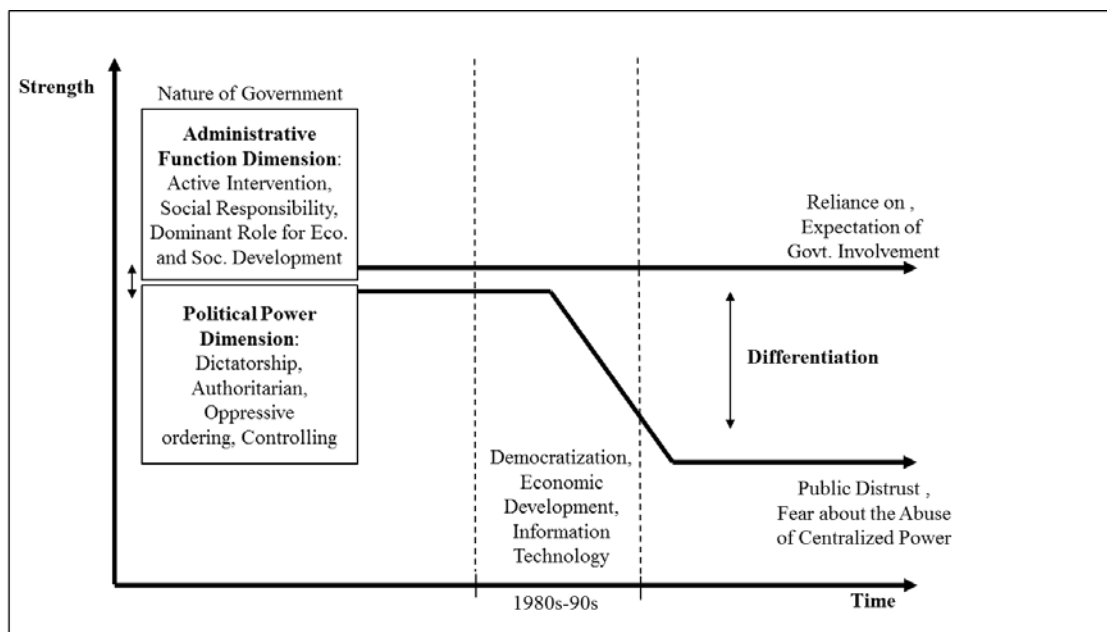 Strength
Nature of Government
Administrative
Function Dimension:
Active Intervention,
Social Responsibility,
Dominant Role for Eco.
and Soc. Development
Political Power
Dimension:
Dictatorship,
Authoritarian,
Oppressive
ordering, Controlling
Reliance on ,
Expectation of
Govt. Involvement
Differentiation
Democratization,
Economic
Development,
Information
Technology
Public Distrust ,
Fear about the Abuse
of Centralized Power
1980s-90s
Time